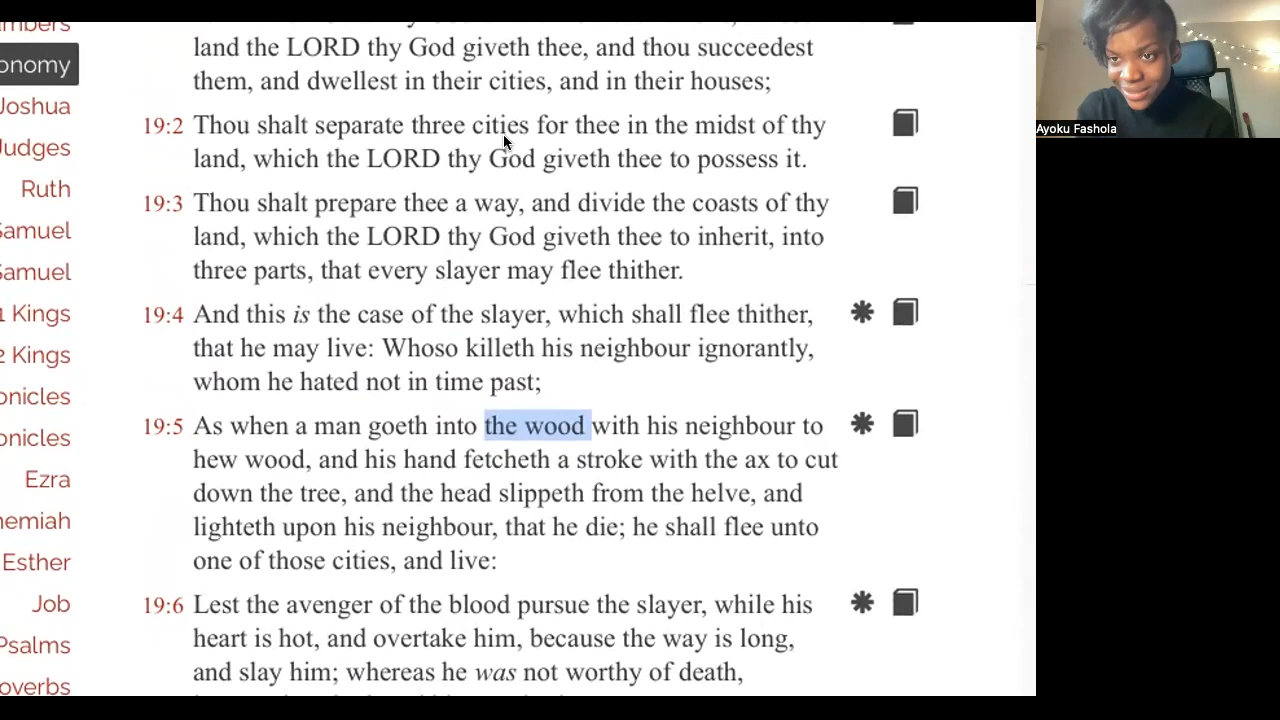 umbers
onomy
Joshua
Judges
Ruth
Samuel
Samuel
1 Kings
2 Kings
onicles
onicles
Ezra
hemiah
Esther
Job
Psalms
overbs
land the LORD thy God giveth thee, and thou succeedest
them, and dwellest in their cities, and in their houses;
19:2 Thou shalt separate three cities for thee in the midst of thy
land, which the LORD thy God giveth thee to possess it.
19:3 Thou shalt prepare thee a way, and divide the coasts of thy
land, which the LORD thy God giveth thee to inherit, into
three parts, that every slayer may flee thither.
19:4 And this is the case of the slayer, which shall flee thither,
that he may live: Whoso killeth his neighbour ignorantly,
whom he hated not in time past;
19:5 As when a man goeth into the wood with his neighbour to
hew wood, and his hand fetcheth a stroke with the ax to cut
down the tree, and the head slippeth from the helve, and
lighteth upon his neighbour, that he die; he shall flee unto
one of those cities, and live:
19:6 Lest the avenger of the blood pursue the slayer, while his
heart is hot, and overtake him, because the way is long,
and slay him; whereas he was not worthy of death,
Ayoku Fashola